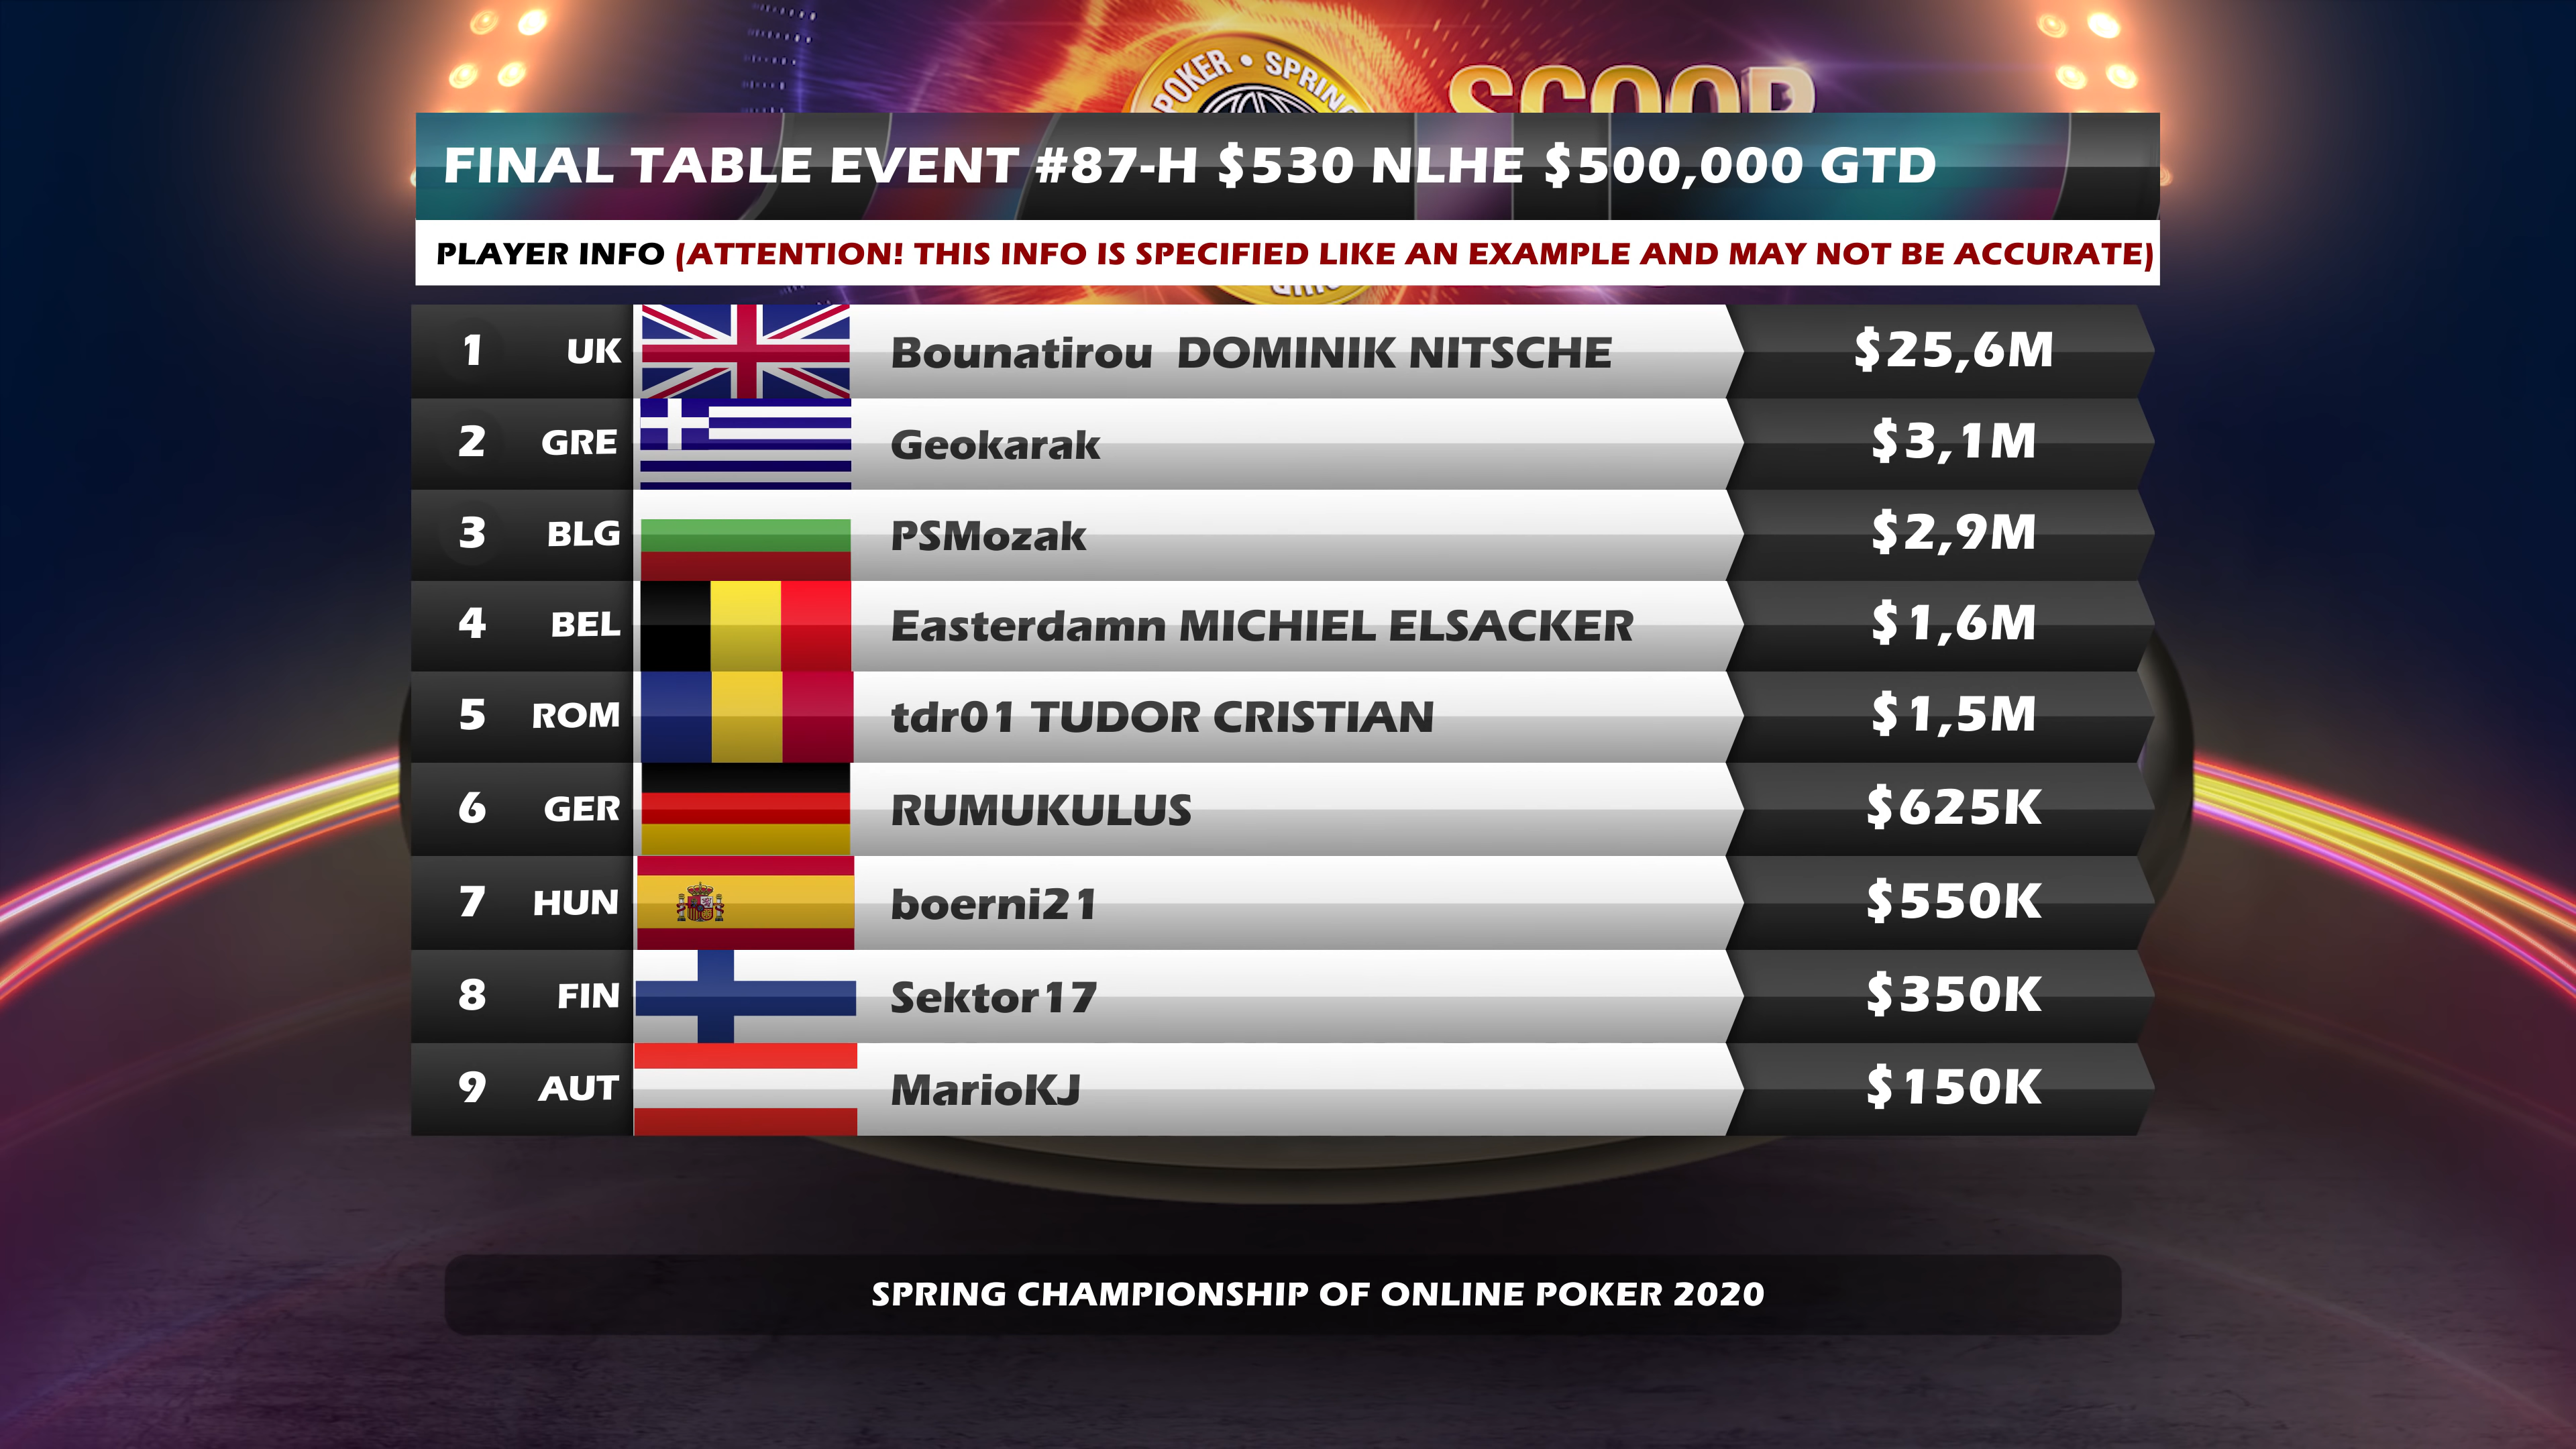 POKER • SPRING
SCOOP
FINAL TABLE EVENT #87-H $530 NLHE $500,000 GTD
PLAYER INFO (ATTENTION! THIS INFO IS SPECIFIED LIKE AN EXAMPLE AND MAY NOT BE ACCURATE)
1 UK Bounatirou DOMINIK NITSCHE $25,6M
2 GRE Geokarak $3,1M
3 BLG PSMozak $2,9M
4 BEL Easterdamn MICHIEL ELSACKER $1,6M
5 ROM tdr01 TUDOR CRISTIAN $1,5M
6 GER RUMUKULUS $625K
7 HUN boerni21 $550K
8 FIN Sektor17 $350K
9 AUT MarioKJ $150K
SPRING CHAMPIONSHIP OF ONLINE POKER 2020